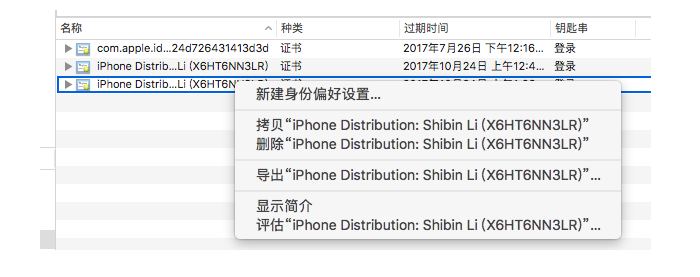 名称 种类 过期时间 钥匙串
com.apple.id...24d726431413d3d 证书 2017年7月26日 下午12:16... 登录
iPhone Distrib...Li (X6HT6NN3LR) 证书 2017年10月24日 上午12:4... 登录
iPhone Distrib...Li (X6HT6NN3LR) 证书 登录
新建身份偏好设置...
拷贝“iPhone Distribution: Shibin Li (X6HT6NN3LR)”
删除“iPhone Distribution: Shibin Li (X6HT6NN3LR)”
导出“iPhone Distribution: Shibin Li (X6HT6NN3LR)”...
显示简介
评估“iPhone Distribution: Shibin Li (X6HT6NN3LR)”...